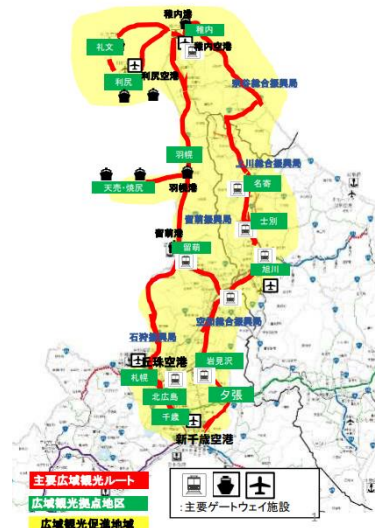 稚内港
稚内
礼文
稚内空港
利尻空港
利尻
宗谷総合振興局
羽幌
上川総合振興局
天売・焼尻
羽幌港
名寄
留萌振興局
士別
留萌港
留萌
旭川
空知総合振興局
石狩振興局
丘珠空港
岩見沢
札幌
北広島
夕張
千歳
新千歳空港
主要広域観光ルート
広域観光拠点地区
広域観光促進地域
:主要ゲートウェイ施設